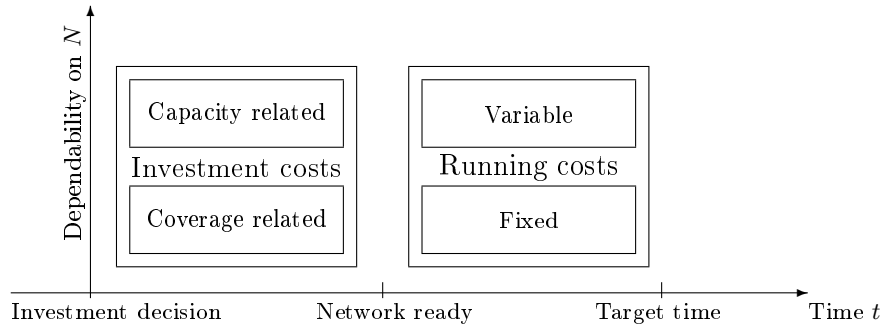 Dependability on N
Capacity related
Investment costs
Coverage related
Variable
Running costs
Fixed
Investment decision
Network ready
Target time
Time t